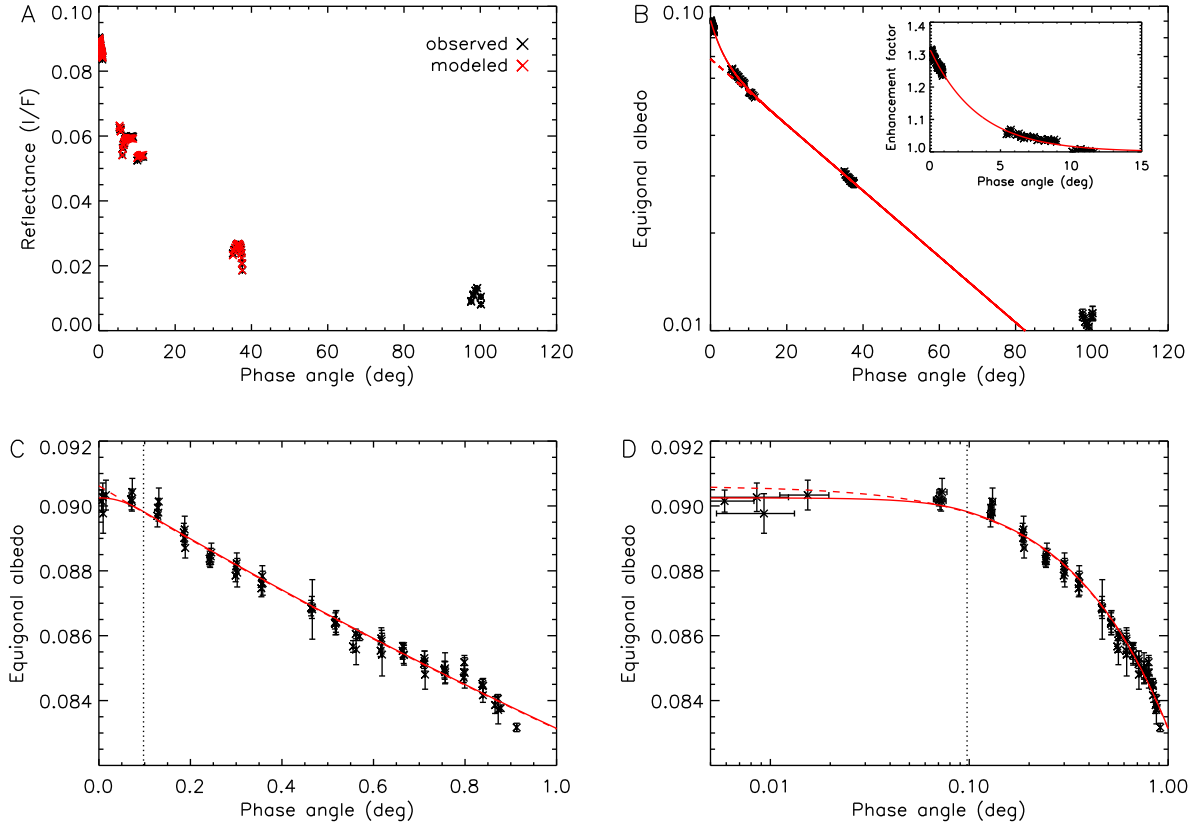 A
0.10
0.08
0.06
0.04
0.02
0.00
Reflectance (I/F)
observed
modeled
0 20 40 60 80 100 120
Phase angle (deg)
B
0.10
0.01
Equigonal albedo
0 20 40 60 80 100 120
Phase angle (deg)
1.4
1.3
1.2
1.1
1.0
Enhancement factor
0 5 10 15
Phase angle (deg)
C
0.092
0.090
0.088
0.086
0.084
Equigonal albedo
0.0 0.2 0.4 0.6 0.8 1.0
Phase angle (deg)
D
0.092
0.090
0.088
0.086
0.084
Equigonal albedo
0.01 0.10 1.00
Phase angle (deg)